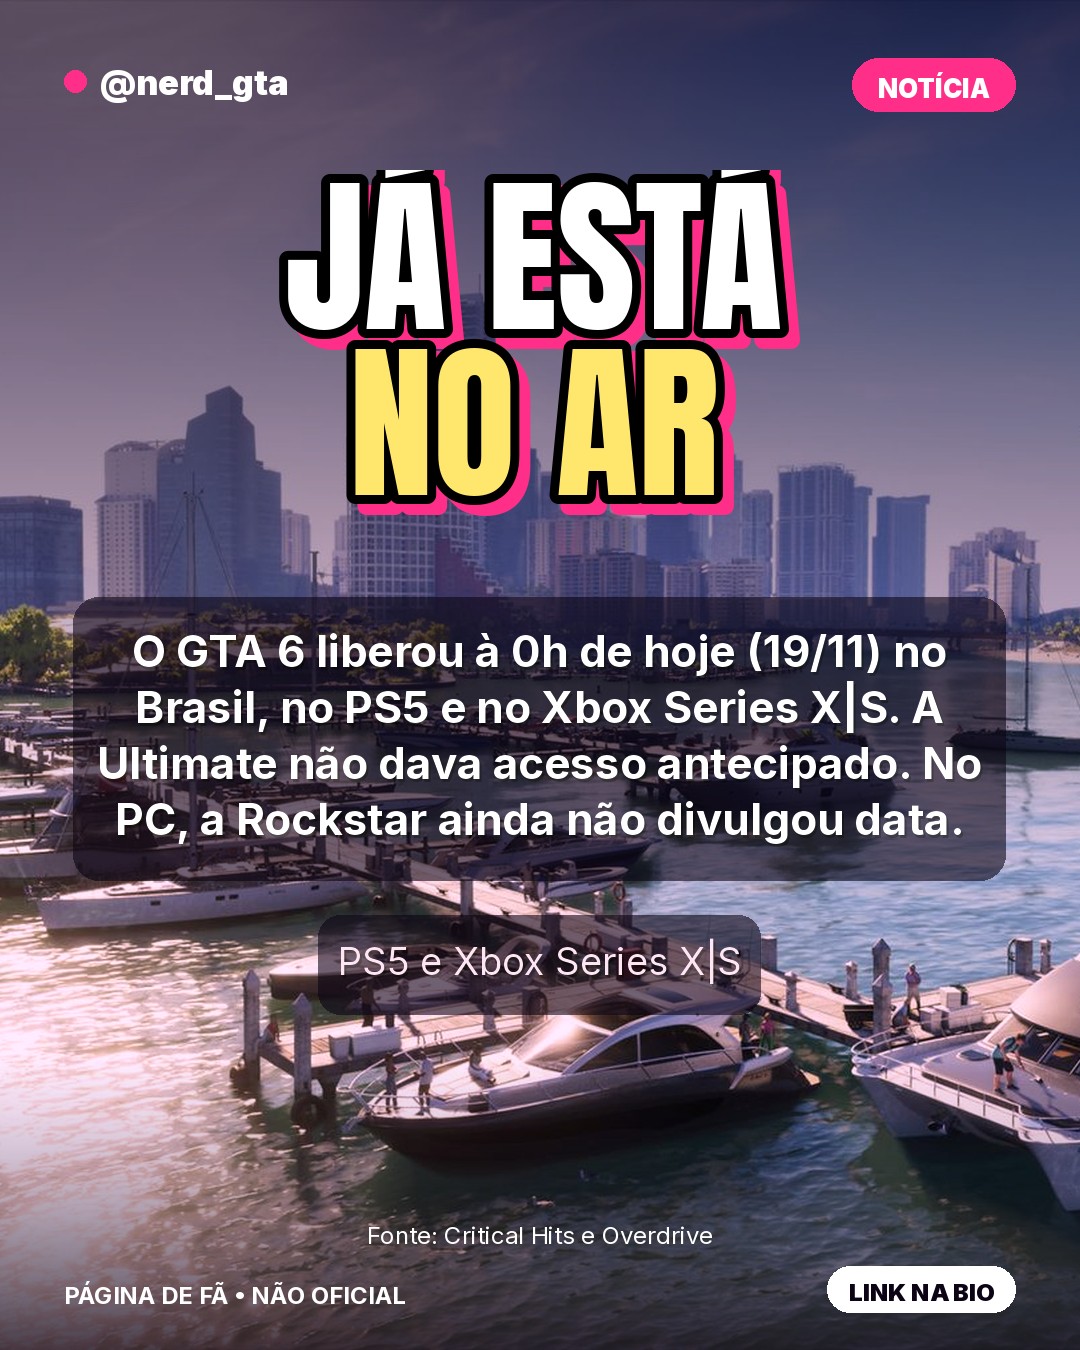 @nerd_gta
NOTÍCIA
JÁ ESTÁ
NO AR
O GTA 6 liberou à 0h de hoje (19/11) no
Brasil, no PS5 e no Xbox Series X|S. A
Ultimate não dava acesso antecipado. No
PC, a Rockstar ainda não divulgou data.
PS5 e Xbox Series X|S
Fonte: Critical Hits e Overdrive
PÁGINA DE FÃ • NÃO OFICIAL
LINK NA BIO